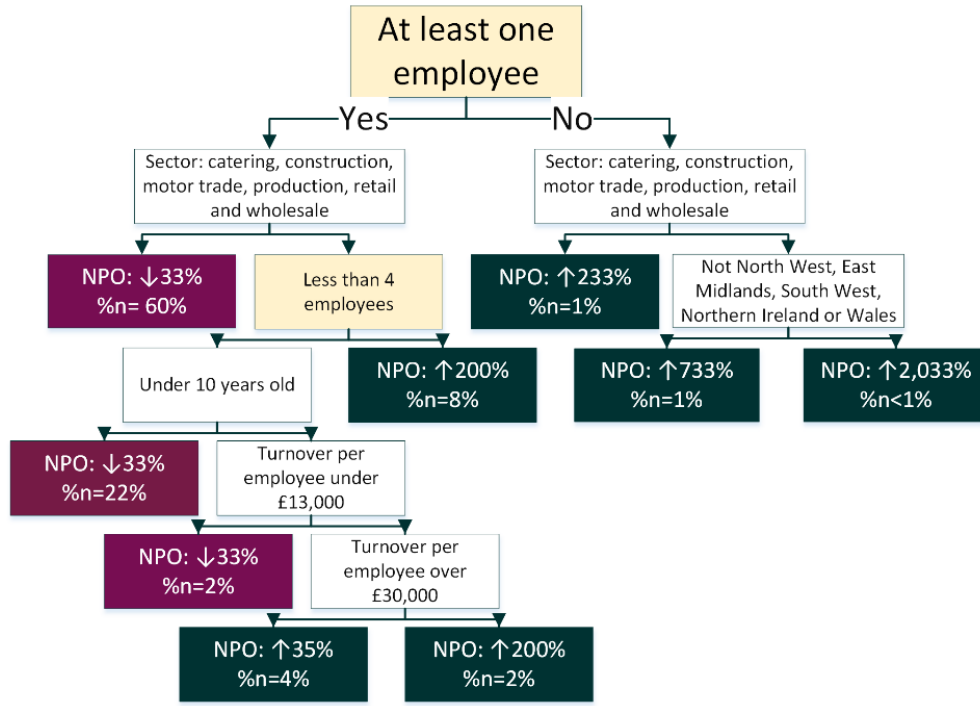 At least one
employee
Yes
No
Sector: catering, construction,
motor trade, production, retail
and wholesale
Sector: catering, construction,
motor trade, production, retail
and wholesale
NPO: ↓33%
%n= 60%
Less than 4
employees
NPO: ↑233%
%n=1%
Not North West, East
Midlands, South West,
Northern Ireland or Wales
Under 10 years old
NPO: ↑200%
%n=8%
NPO: ↑733%
%n=1%
NPO: ↑2,033%
%n<1%
NPO: ↓33%
%n=22%
Turnover per
employee under
£13,000
NPO: ↓33%
%n=2%
Turnover per
employee over
£30,000
NPO: ↑35%
%n=4%
NPO: ↑200%
%n=2%